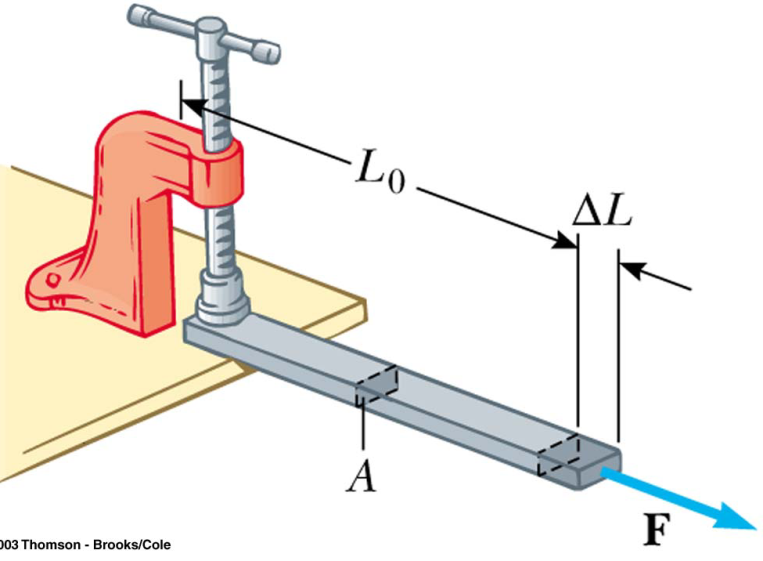 L₀
ΔL
A
F
003 Thomson - Brooks/Cole